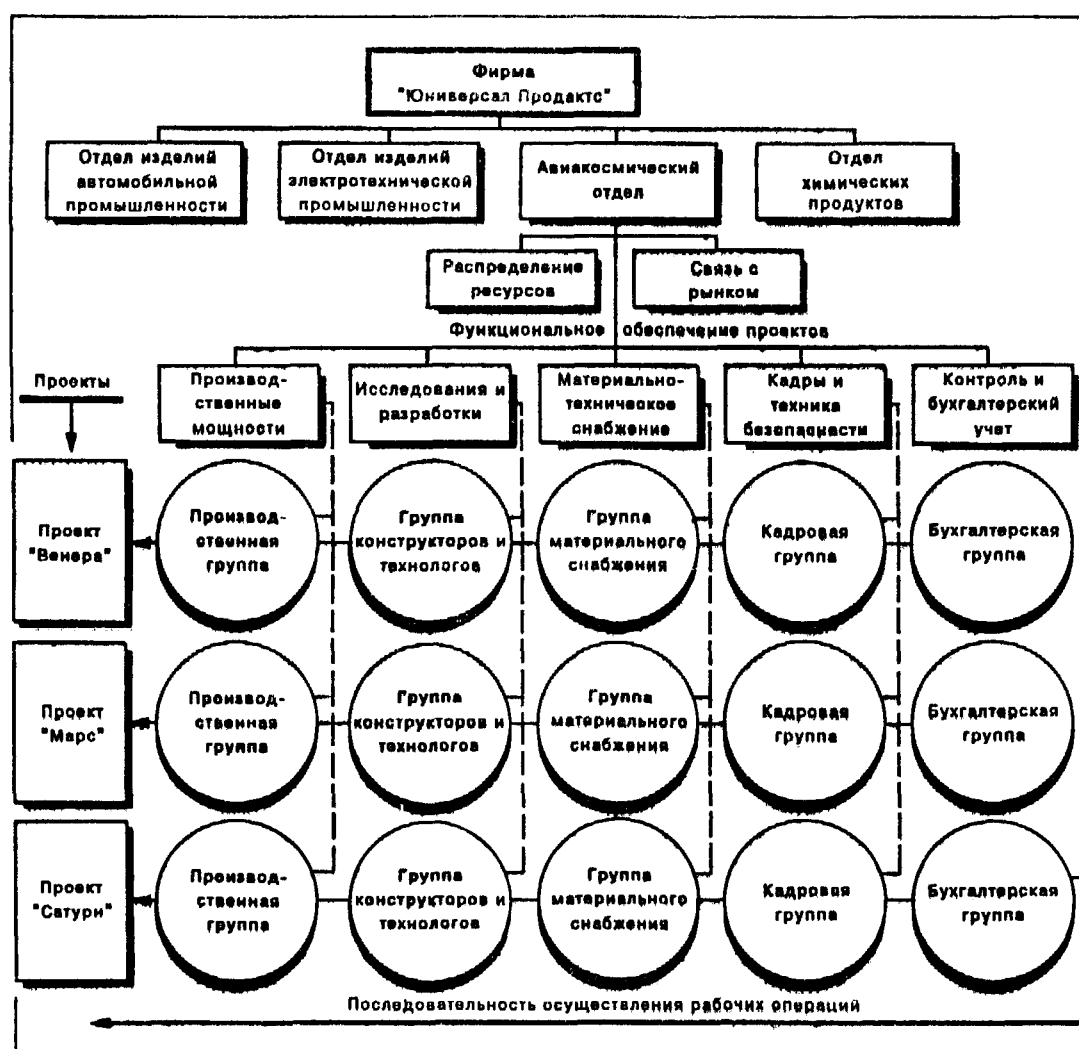 Фирма
"Юниверсал Продактс"
Отдел изделий
автомобильной
промышленности
Отдел изделий
электротехнической
промышленности
Авиакосмический
отдел
Отдел
химических
продуктов
Распределение
ресурсов
Связь с
рынком
Функциональное обеспечение проектов
Проекты
Производ-
ственные
мощности
Исследования и
разработки
Материально-
техническое
снабжение
Кадры и
техника
безопасности
Контроль и
бухгалтерский
учет
Проект
"Венера"
Производ-
ственная
группа
Группа
конструкторов и
технологов
Группа
материального
снабжения
Кадровая
группа
Бухгалтерская
группа
Проект
"Марс"
Производ-
ственная
группа
Группа
конструкторов и
технологов
Группа
материального
снабжения
Кадровая
группа
Бухгалтерская
группа
Проект
"Сатурн"
Производ-
ственная
группа
Группа
конструкторов и
технологов
Группа
материального
снабжения
Кадровая
группа
Бухгалтерская
группа
Последовательность осуществления рабочих операций